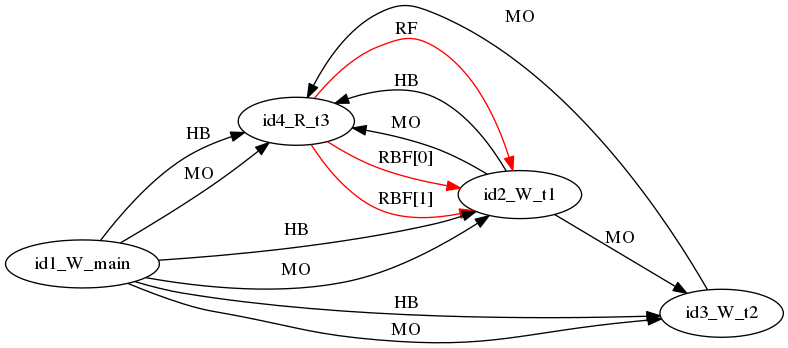 MO
RF
HB
MO
id4_R_t3
HB
MO
RBF[0]
RBF[1]
id2_W_t1
HB
MO
MO
id1_W_main
HB
MO
id3_W_t2